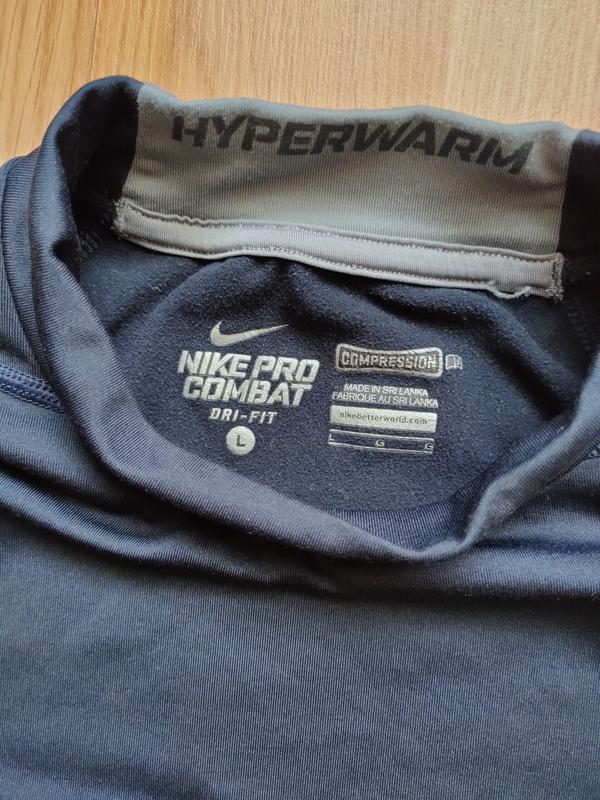 HYPERWARM
NIKE PRO
COMBAT
DRI-FIT
L
COMPRESSION
MADE IN SRI LANKA
FABRIQUE AU SRI LANKA
nikebetterworld.com
L G G